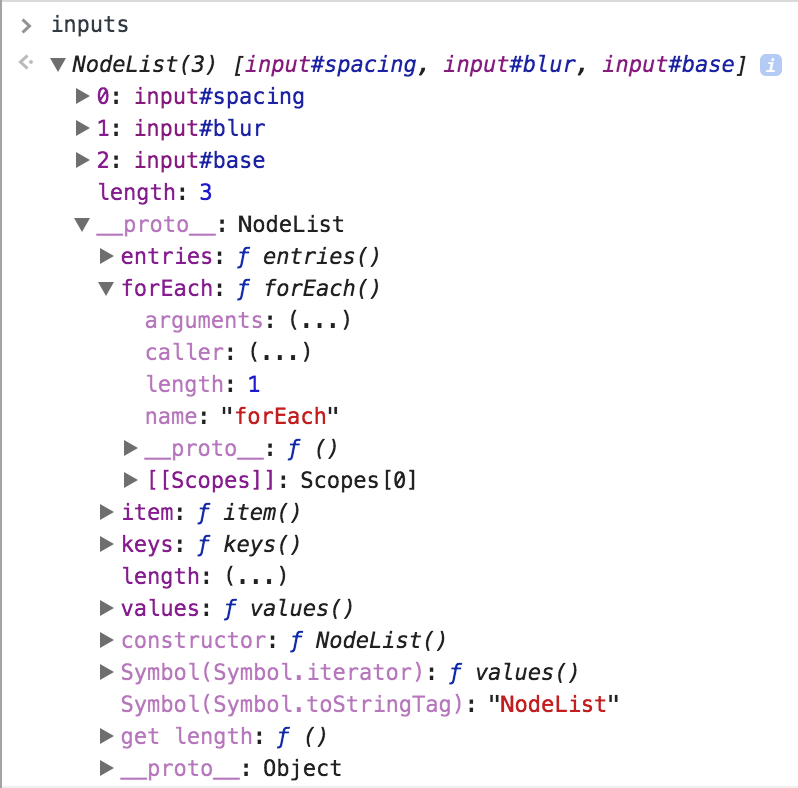 > inputs
NodeList(3) [input#spacing, input#blur, input#base] i
0: input#spacing
1: input#blur
2: input#base
length: 3
__proto__: NodeList
entries: ƒ entries()
forEach: ƒ forEach()
arguments: (...)
caller: (...)
length: 1
name: "forEach"
__proto__: ƒ ()
[[Scopes]]: Scopes[0]
item: ƒ item()
keys: ƒ keys()
length: (...)
values: ƒ values()
constructor: ƒ NodeList()
Symbol(Symbol.iterator): ƒ values()
Symbol(Symbol.toStringTag): "NodeList"
get length: ƒ ()
__proto__: Object